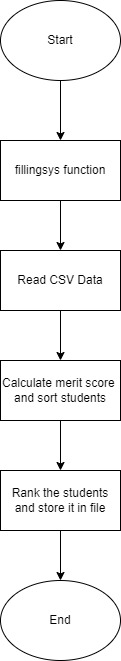 Start
fillingsys function
Read CSV Data
Calculate merit score
and sort students
Rank the students
and store it in file
End